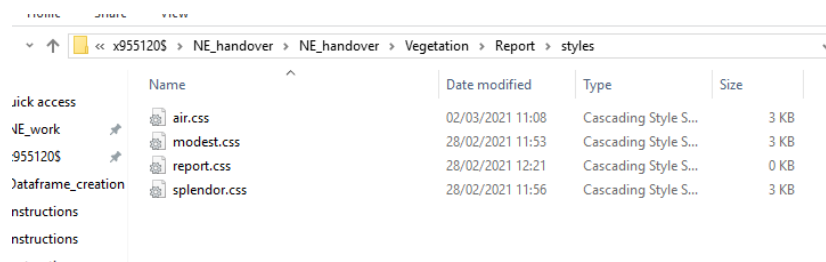 Home Share View
« x955120$ > NE_handover > NE_handover > Vegetation > Report > styles
Name Date modified Type Size
uick access
NE_work
x955120$
Dataframe_creation
nstructions
nstructions
air.css 02/03/2021 11:08 Cascading Style S... 3 KB
modest.css 28/02/2021 11:53 Cascading Style S... 3 KB
report.css 28/02/2021 12:21 Cascading Style S... 0 KB
splendor.css 28/02/2021 11:56 Cascading Style S... 3 KB